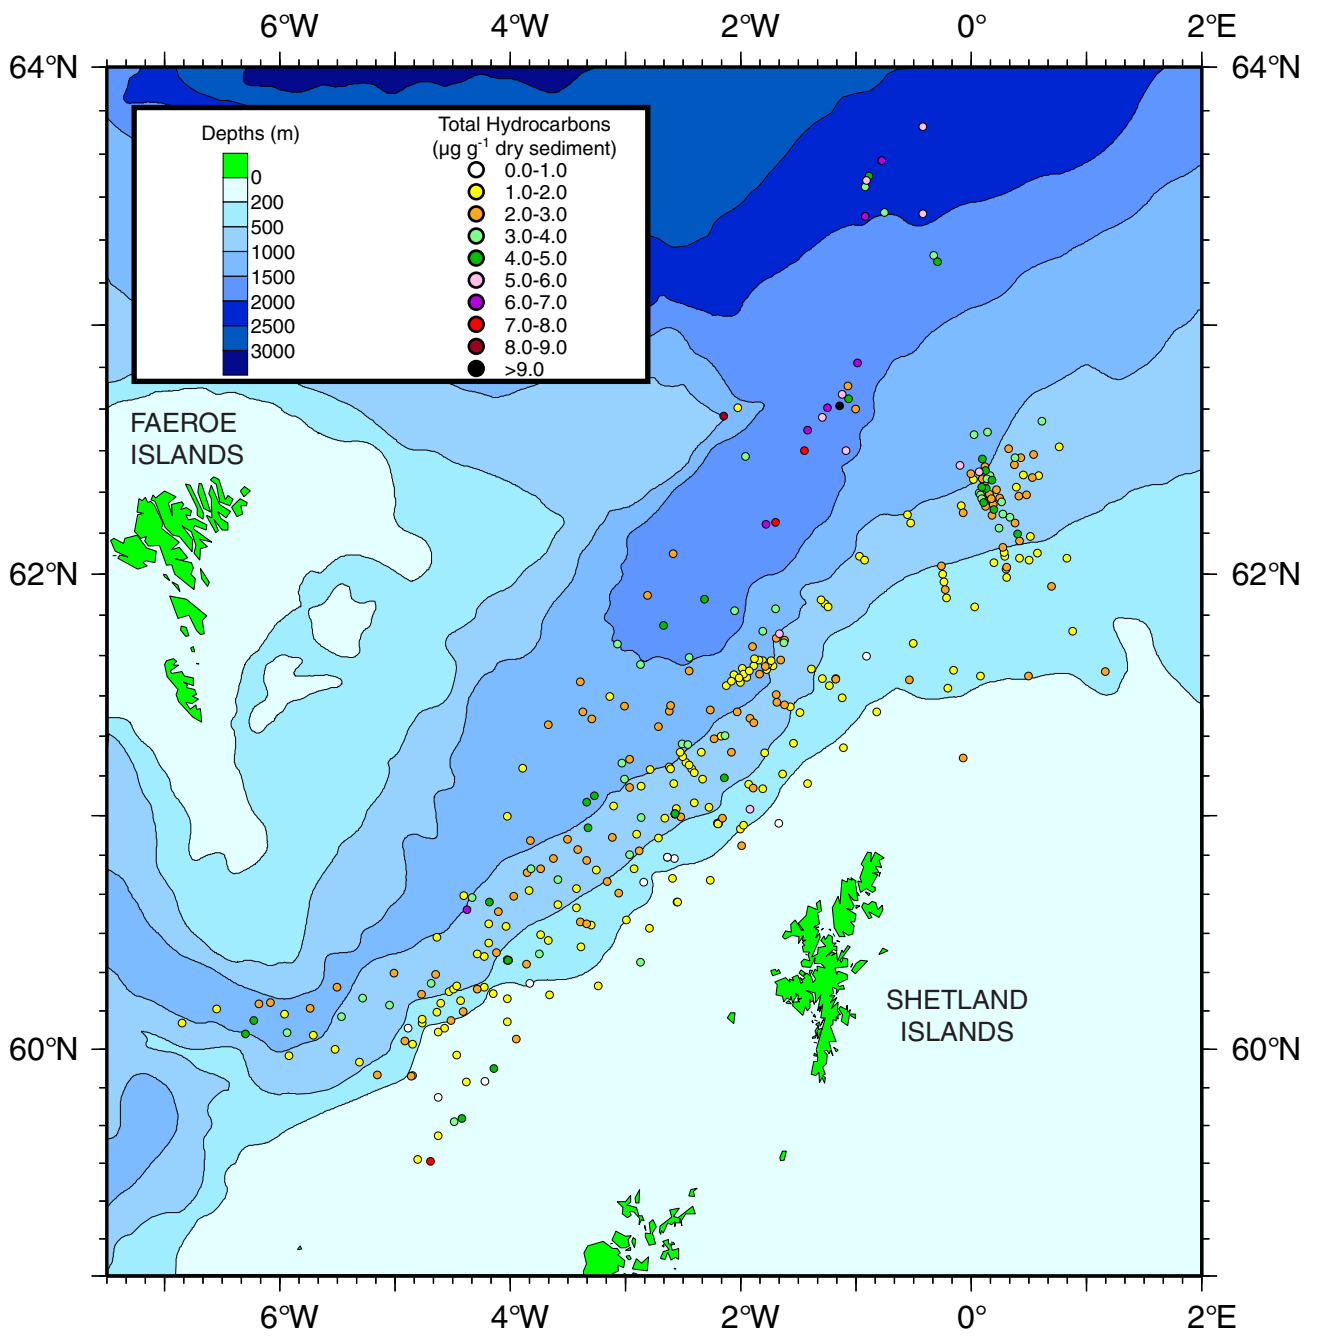 6°W 4°W 2°W 0° 2°E
64°N 64°N
Depths (m)
0
200
500
1000
1500
2000
2500
3000
Total Hydrocarbons
(µg g-1 dry sediment)
0.0-1.0
1.0-2.0
2.0-3.0
3.0-4.0
4.0-5.0
5.0-6.0
6.0-7.0
7.0-8.0
8.0-9.0
>9.0
FAEROE
ISLANDS
62°N 62°N
SHETLAND
ISLANDS
60°N 60°N
6°W 4°W 2°W 0° 2°E